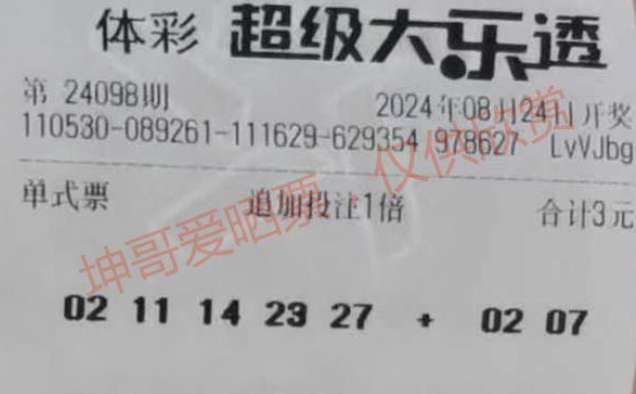 体彩 超级大乐透
第 24098期
2024年08月24日开奖
110530-089261-111629-629354 978627 LvVJbg
单式票 追加投注1倍 合计3元
坤哥爱晒票，仅供欣赏
02 11 14 23 27 + 02 07